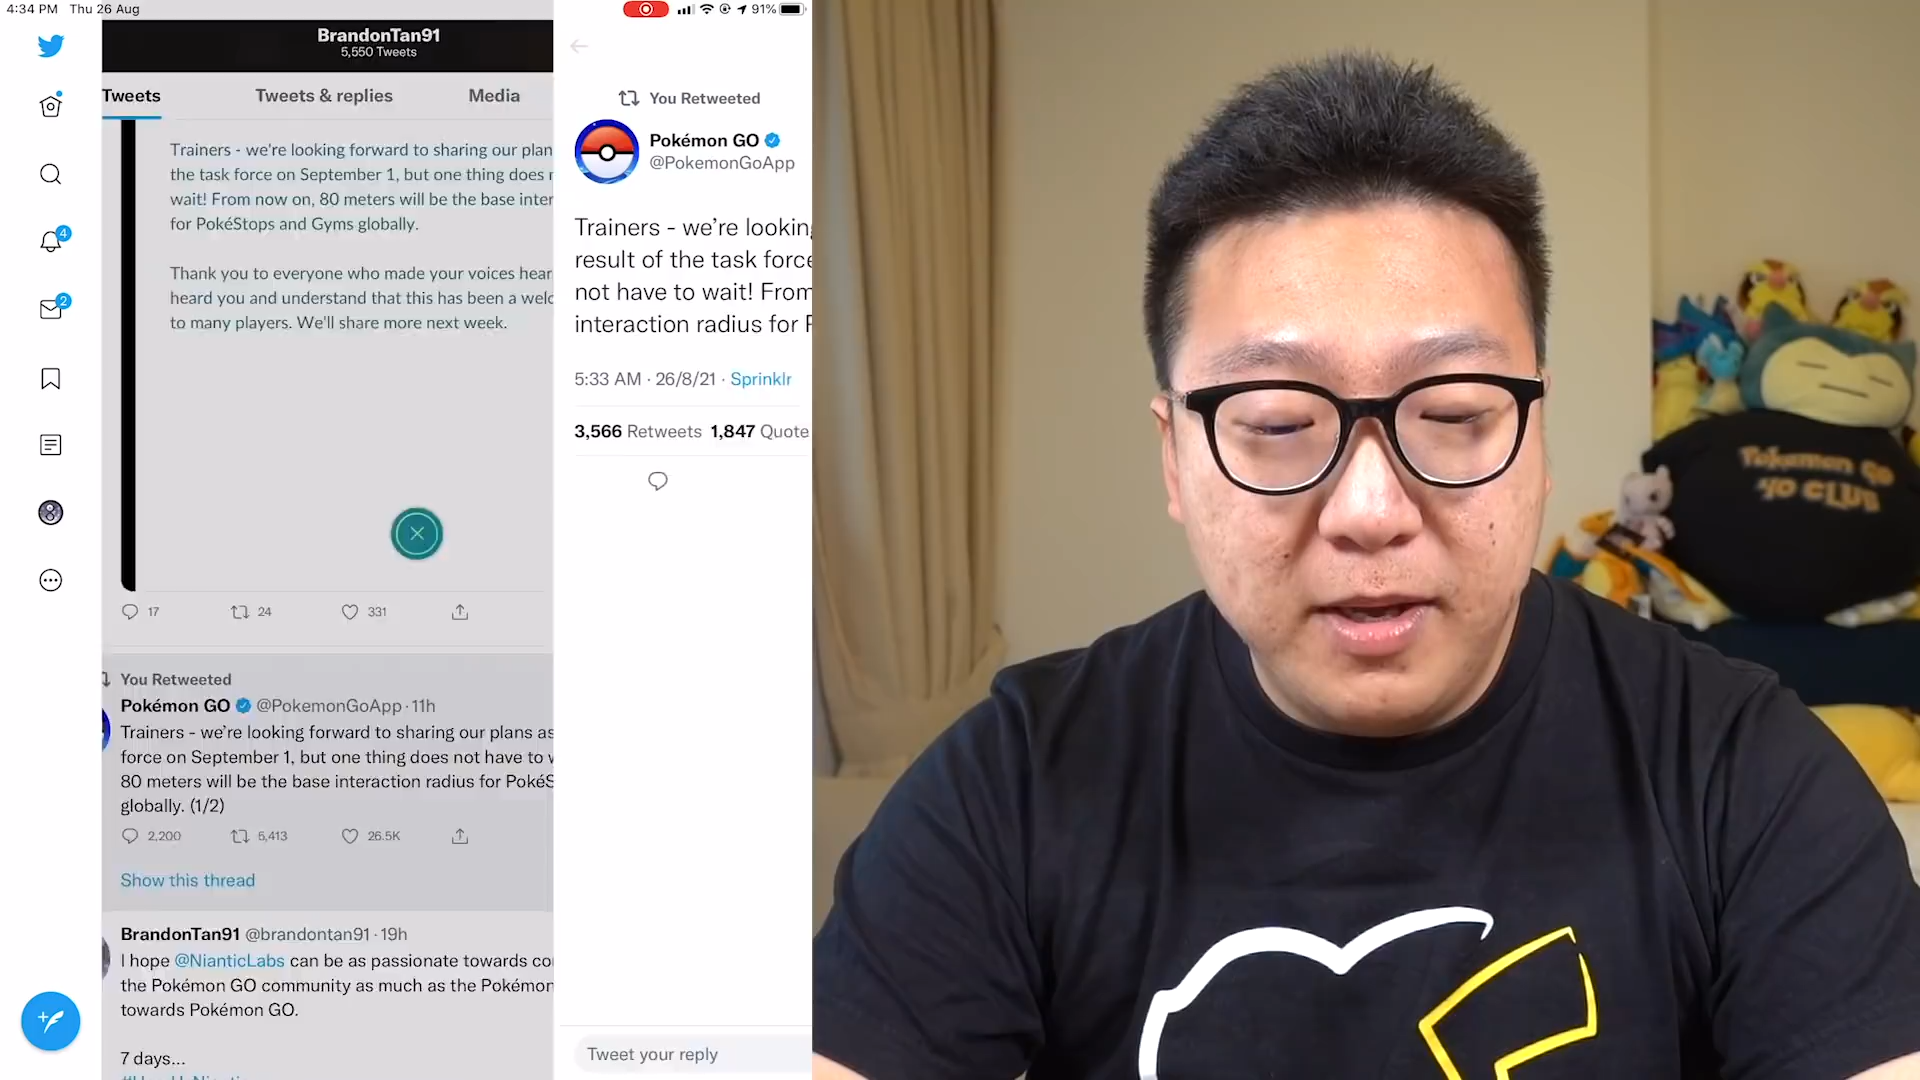 4:34 PM Thu 26 Aug
91%
BrandonTan91
5,550 Tweets
Tweets
Tweets & replies
Media
Trainers - we're looking forward to sharing our plan
the task force on September 1, but one thing does
wait! From now on, 80 meters will be the base inter
for PokéStops and Gyms globally.
Thank you to everyone who made your voices hear
heard you and understand that this has been a welc
to many players. We'll share more next week.
17
24
331
You Retweeted
Pokémon GO @PokemonGoApp · 11h
Trainers - we're looking forward to sharing our plans as
force on September 1, but one thing does not have to
80 meters will be the base interaction radius for PokéS
globally. (1/2)
2,200
5,413
26.5K
Show this thread
BrandonTan91 @brandontan91 · 19h
I hope @NianticLabs can be as passionate towards co
the Pokémon GO community as much as the Pokémon
towards Pokémon GO.
7 days...
4
2
You Retweeted
Pokémon GO
@PokemonGoApp
Trainers - we're looking
result of the task force
not have to wait! From
interaction radius for
5:33 AM · 26/8/21 · Sprinklr
3,566 Retweets 1,847 Quote
Tweet your reply
Pokemon Go
40 CLUB